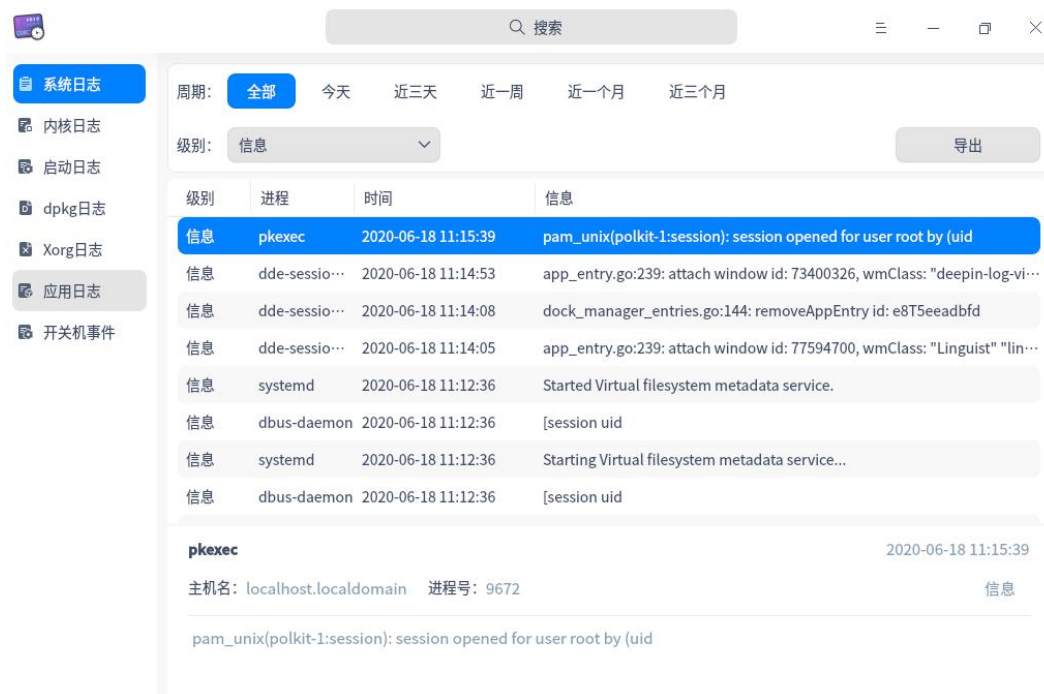 搜索
系统日志
内核日志
启动日志
dpkg日志
Xorg日志
应用日志
开关机事件
周期： 全部 今天 近三天 近一周 近一个月 近三个月
级别： 信息 导出
级别 进程 时间 信息
信息 pkexec 2020-06-18 11:15:39 pam_unix(polkit-1:session): session opened for user root by (uid
信息 dde-sessio··· 2020-06-18 11:14:53 app_entry.go:239: attach window id: 73400326, wmClass: "deepin-log-vi···
信息 dde-sessio··· 2020-06-18 11:14:08 dock_manager_entries.go:144: removeAppEntry id: e8T5eeadbfd
信息 dde-sessio··· 2020-06-18 11:14:05 app_entry.go:239: attach window id: 77594700, wmClass: "Linguist" "lin···
信息 systemd 2020-06-18 11:12:36 Started Virtual filesystem metadata service.
信息 dbus-daemon 2020-06-18 11:12:36 [session uid
信息 systemd 2020-06-18 11:12:36 Starting Virtual filesystem metadata service...
信息 dbus-daemon 2020-06-18 11:12:36 [session uid
pkexec 2020-06-18 11:15:39
主机名： localhost.localdomain 进程号： 9672 信息
pam_unix(polkit-1:session): session opened for user root by (uid